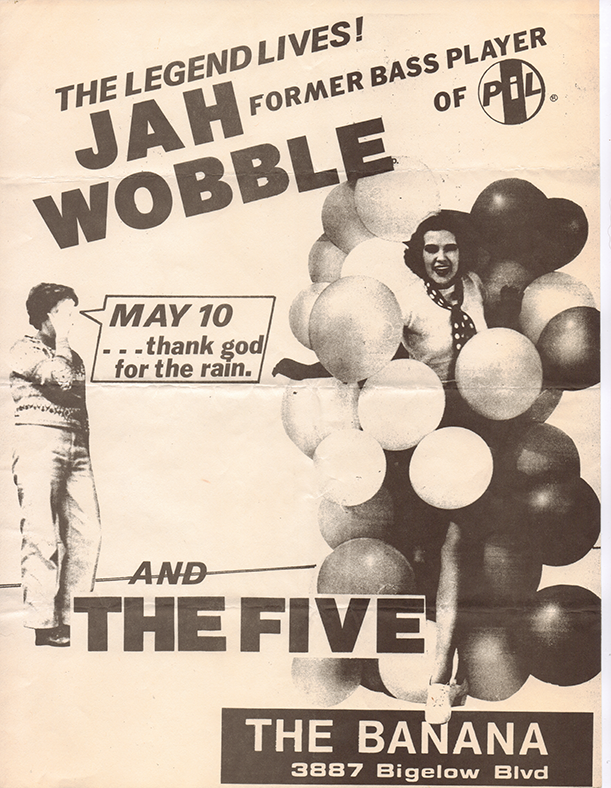 THE LEGEND LIVES!
JAH FORMER BASS PLAYER
OF PiL ®
WOBBLE
MAY 10
...thank god
for the rain.
AND
THE FIVE
THE BANANA
3887 Bigelow Blvd